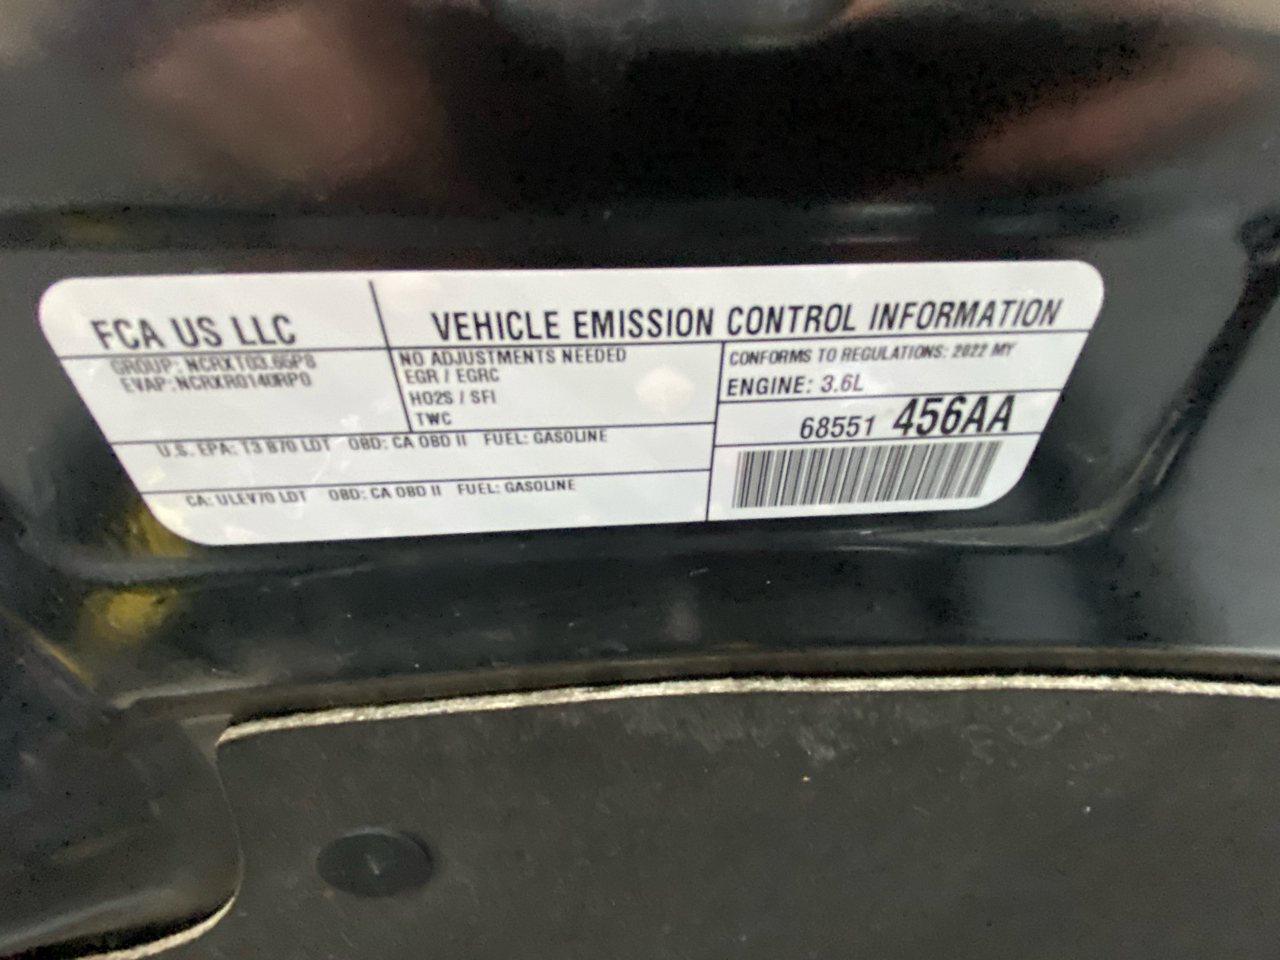 FCA US LLC
VEHICLE EMISSION CONTROL INFORMATION
GROUP: NCRXT03.65P8
EVAP: NCRXR0140RP0
NO ADJUSTMENTS NEEDED
EGR / EGRC
HO2S / SFI
TWC
CONFORMS TO REGULATIONS: 2022 MY
ENGINE: 3.6L
68551 456AA
U.S. EPA: T3 B70 LDT OBD: CA OBD II FUEL: GASOLINE
CA: ULEV70 LDT OBD: CA OBD II FUEL: GASOLINE